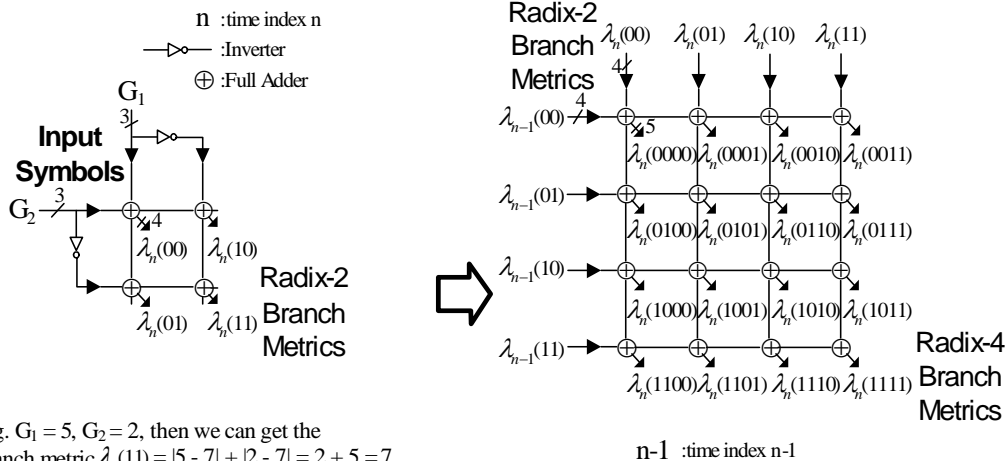 n :time index n
:Inverter
:Full Adder
G₁
3
Input
Symbols
G₂
3
4
λₙ(00)
λₙ(10)
λₙ(01)
λₙ(11)
Radix-2
Branch
Metrics
Radix-2
Branch
Metrics
λₙ(00) λₙ(01) λₙ(10) λₙ(11)
4
λₙ₋₁(00)
4
5
λₙ(0000) λₙ(0001) λₙ(0010) λₙ(0011)
λₙ₋₁(01)
λₙ(0100) λₙ(0101) λₙ(0110) λₙ(0111)
λₙ₋₁(10)
λₙ(1000) λₙ(1001) λₙ(1010) λₙ(1011)
λₙ₋₁(11)
λₙ(1100) λₙ(1101) λₙ(1110) λₙ(1111)
Radix-4
Branch
Metrics
g. G₁ = 5, G₂ = 2, then we can get the
anch metric λ (11) = |5 - 7| + |2 - 7| = 2 + 5 = 7
n-1 :time index n-1